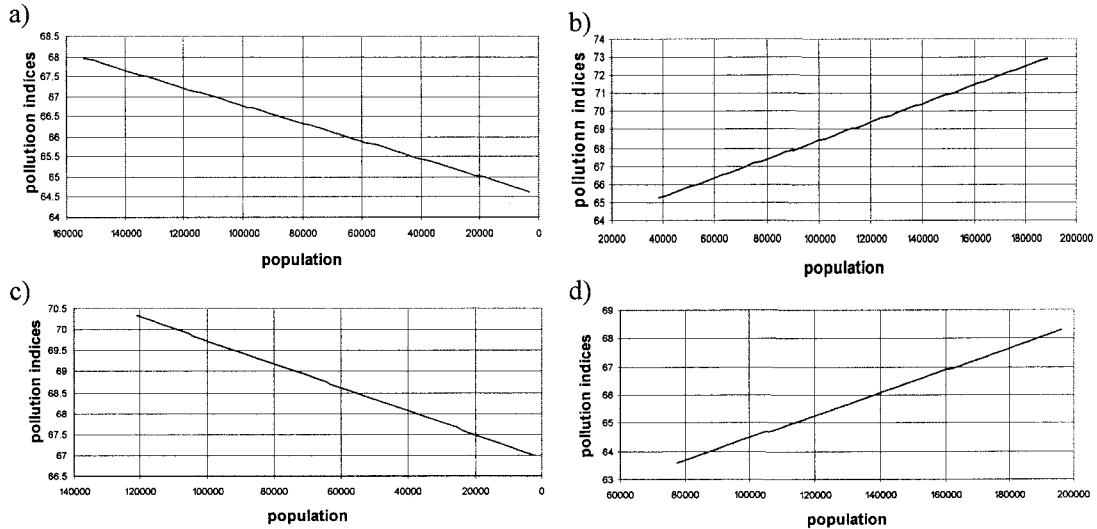 a)
pollutioon indices
68.5
68
67.5
67
66.5
66
65.5
65
64.5
64
160000 140000 120000 100000 80000 60000 40000 20000 0
population
b)
pollutionn indices
74
73
72
71
70
69
68
67
66
65
64
20000 40000 60000 80000 100000 120000 140000 160000 180000 200000
population
c)
pollution indices
70.5
70
69.5
69
68.5
68
67.5
67
66.5
140000 120000 100000 80000 60000 40000 20000 0
population
d)
pollution indices
69
68
67
66
65
64
63
60000 80000 100000 120000 140000 160000 180000 200000
population